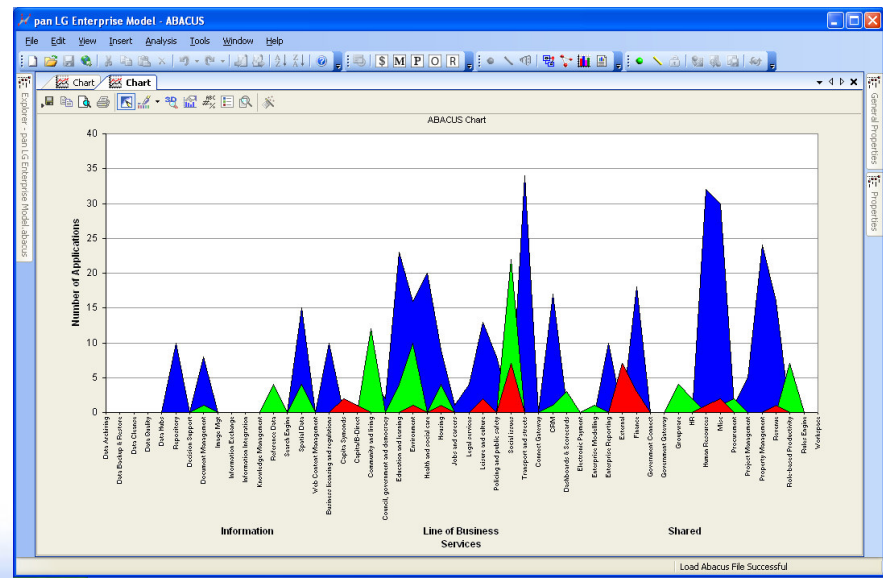 pan LG Enterprise Model - ABACUS
File Edit View Insert Analysis Tools Window Help
$ M P O R
Chart Chart
3D
Explorer - pan LG Enterprise Model.abacus
General Properties
Properties
ABACUS Chart
Number of Applications
40
35
30
25
20
15
10
5
0
Data Archiving
Data Backup & Restore
Data Cleanse
Data Quality
Data Hubs
Repository
Decision Support
Document Management
Image Mgt
Information Exchange
Information Integration
Knowledge Management
Reference Data
Search Engine
Spatial Data
Web Content Management
Business licensing and regulations
Capita Symonds
Capita/IB-Direct
Community and living
Council, government and democracy
Education and learning
Environment
Health and social care
Housing
Jobs and careers
Legal services
Leisure and culture
Policing and public safety
Social issues
Transport and streets
Connect Gateway
CRM
Dashboards & Scorecards
Electronic Payment
Enterprise Modelling
Enterprise Reporting
External
Finance
Government Connect
Government Gateway
Groupware
HR
Human Resources
Misc
Procurement
Project Management
Property Management
Revenue
Role-based Productivity
Rules Engine
Workspace
Information
Line of Business
Shared
Services
Load Abacus File Successful